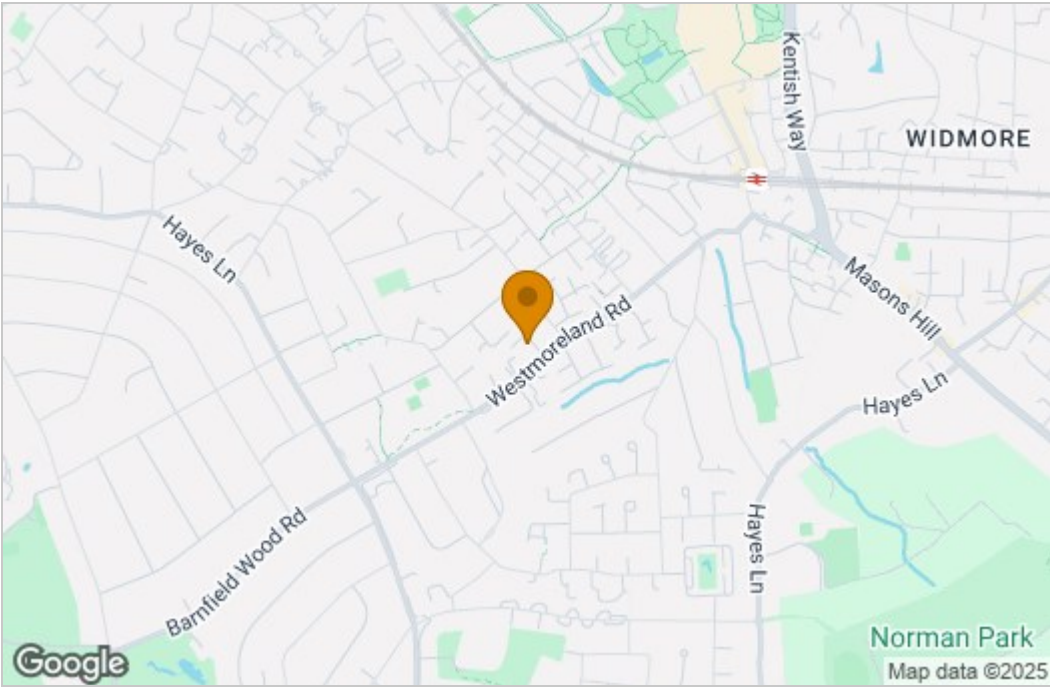 Kentish Way
WIDMORE
Hayes Ln
Masons Hill
Westmoreland Rd
Hayes Ln
Barnfield Wood Rd
Hayes Ln
Norman Park
Google
Map data ©2025